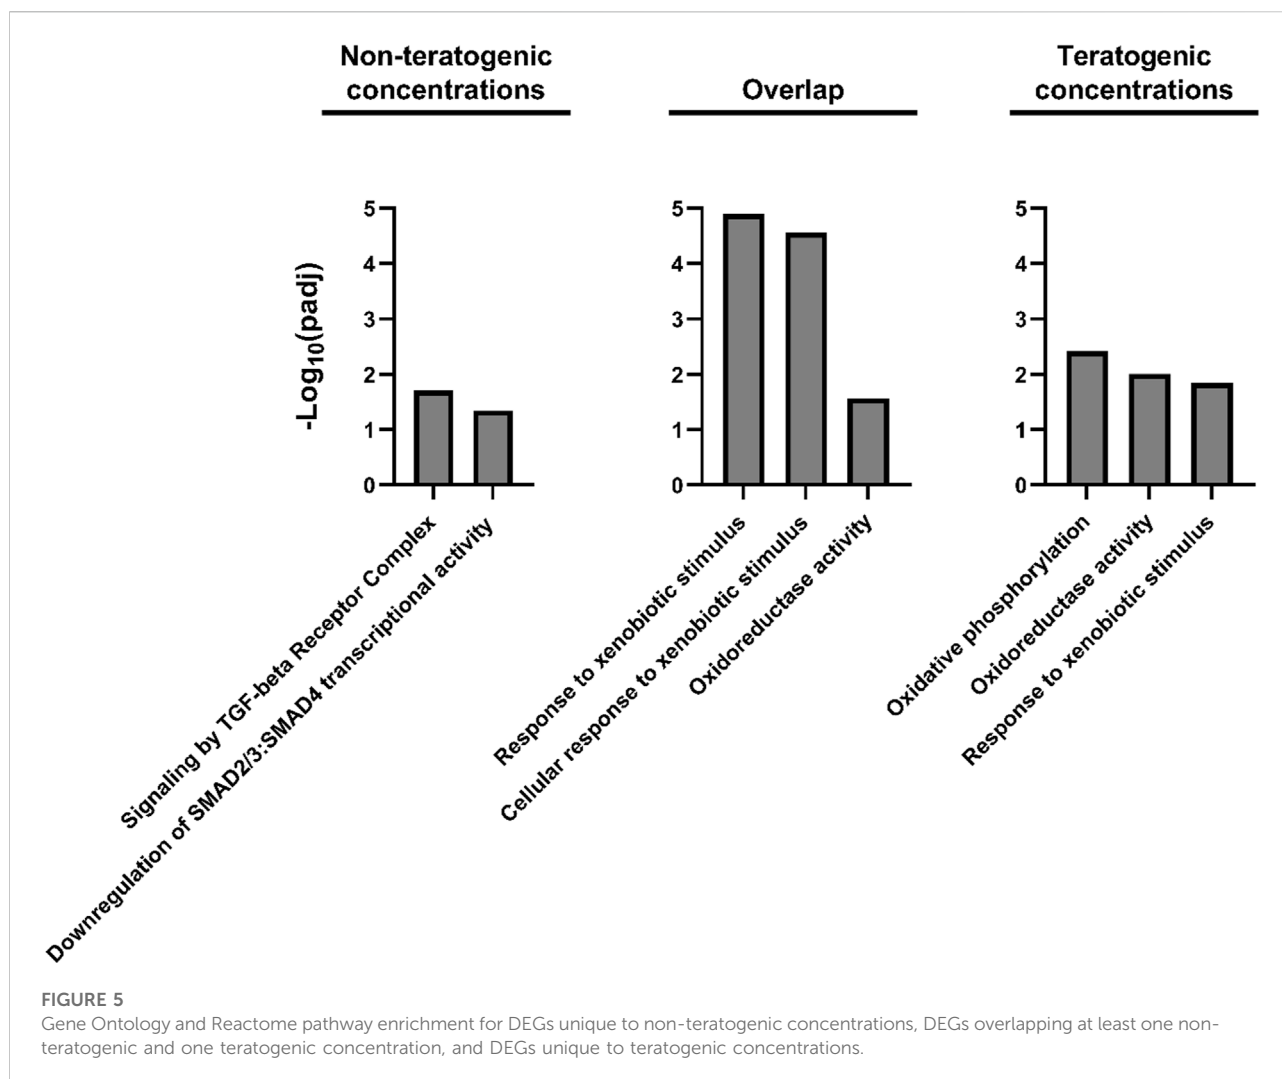 Non-teratogenic
concentrations
Overlap
Teratogenic
concentrations
-Log10(padj)
5
4
3
2
1
0
Signaling by TGF-beta Receptor Complex
Downregulation of SMAD2/3:SMAD4 transcriptional activity
5
4
3
2
1
0
Response to xenobiotic stimulus
Cellular response to xenobiotic stimulus
Oxidoreductase activity
5
4
3
2
1
0
Oxidative phosphorylation
Oxidoreductase activity
Response to xenobiotic stimulus
FIGURE 5
Gene Ontology and Reactome pathway enrichment for DEGs unique to non-teratogenic concentrations, DEGs overlapping at least one non-
teratogenic and one teratogenic concentration, and DEGs unique to teratogenic concentrations.